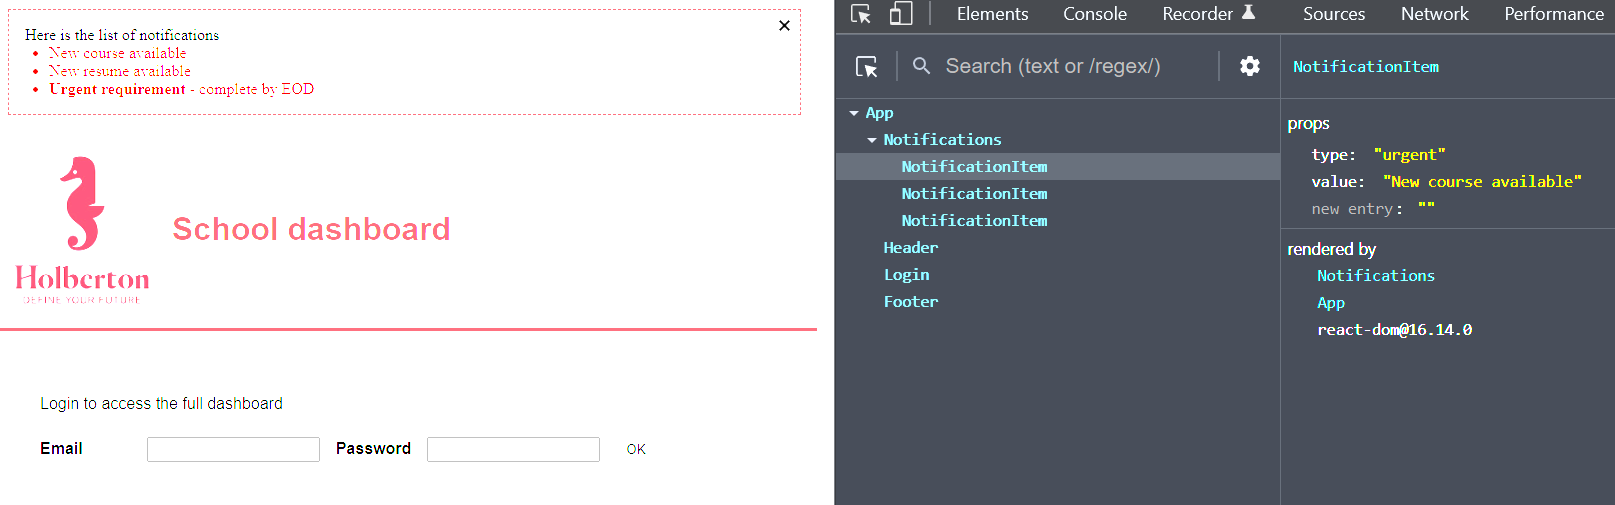 Here is the list of notifications
New course available
New resume available
Urgent requirement - complete by EOD
Holberton
DEFINE YOUR FUTURE
School dashboard
Login to access the full dashboard
Email Password OK
Elements Console Recorder Sources Network Performance
Search (text or /regex/)
App
Notifications
NotificationItem
NotificationItem
NotificationItem
Header
Login
Footer
NotificationItem
props
type: "urgent"
value: "New course available"
new entry: ""
rendered by
Notifications
App
react-dom@16.14.0